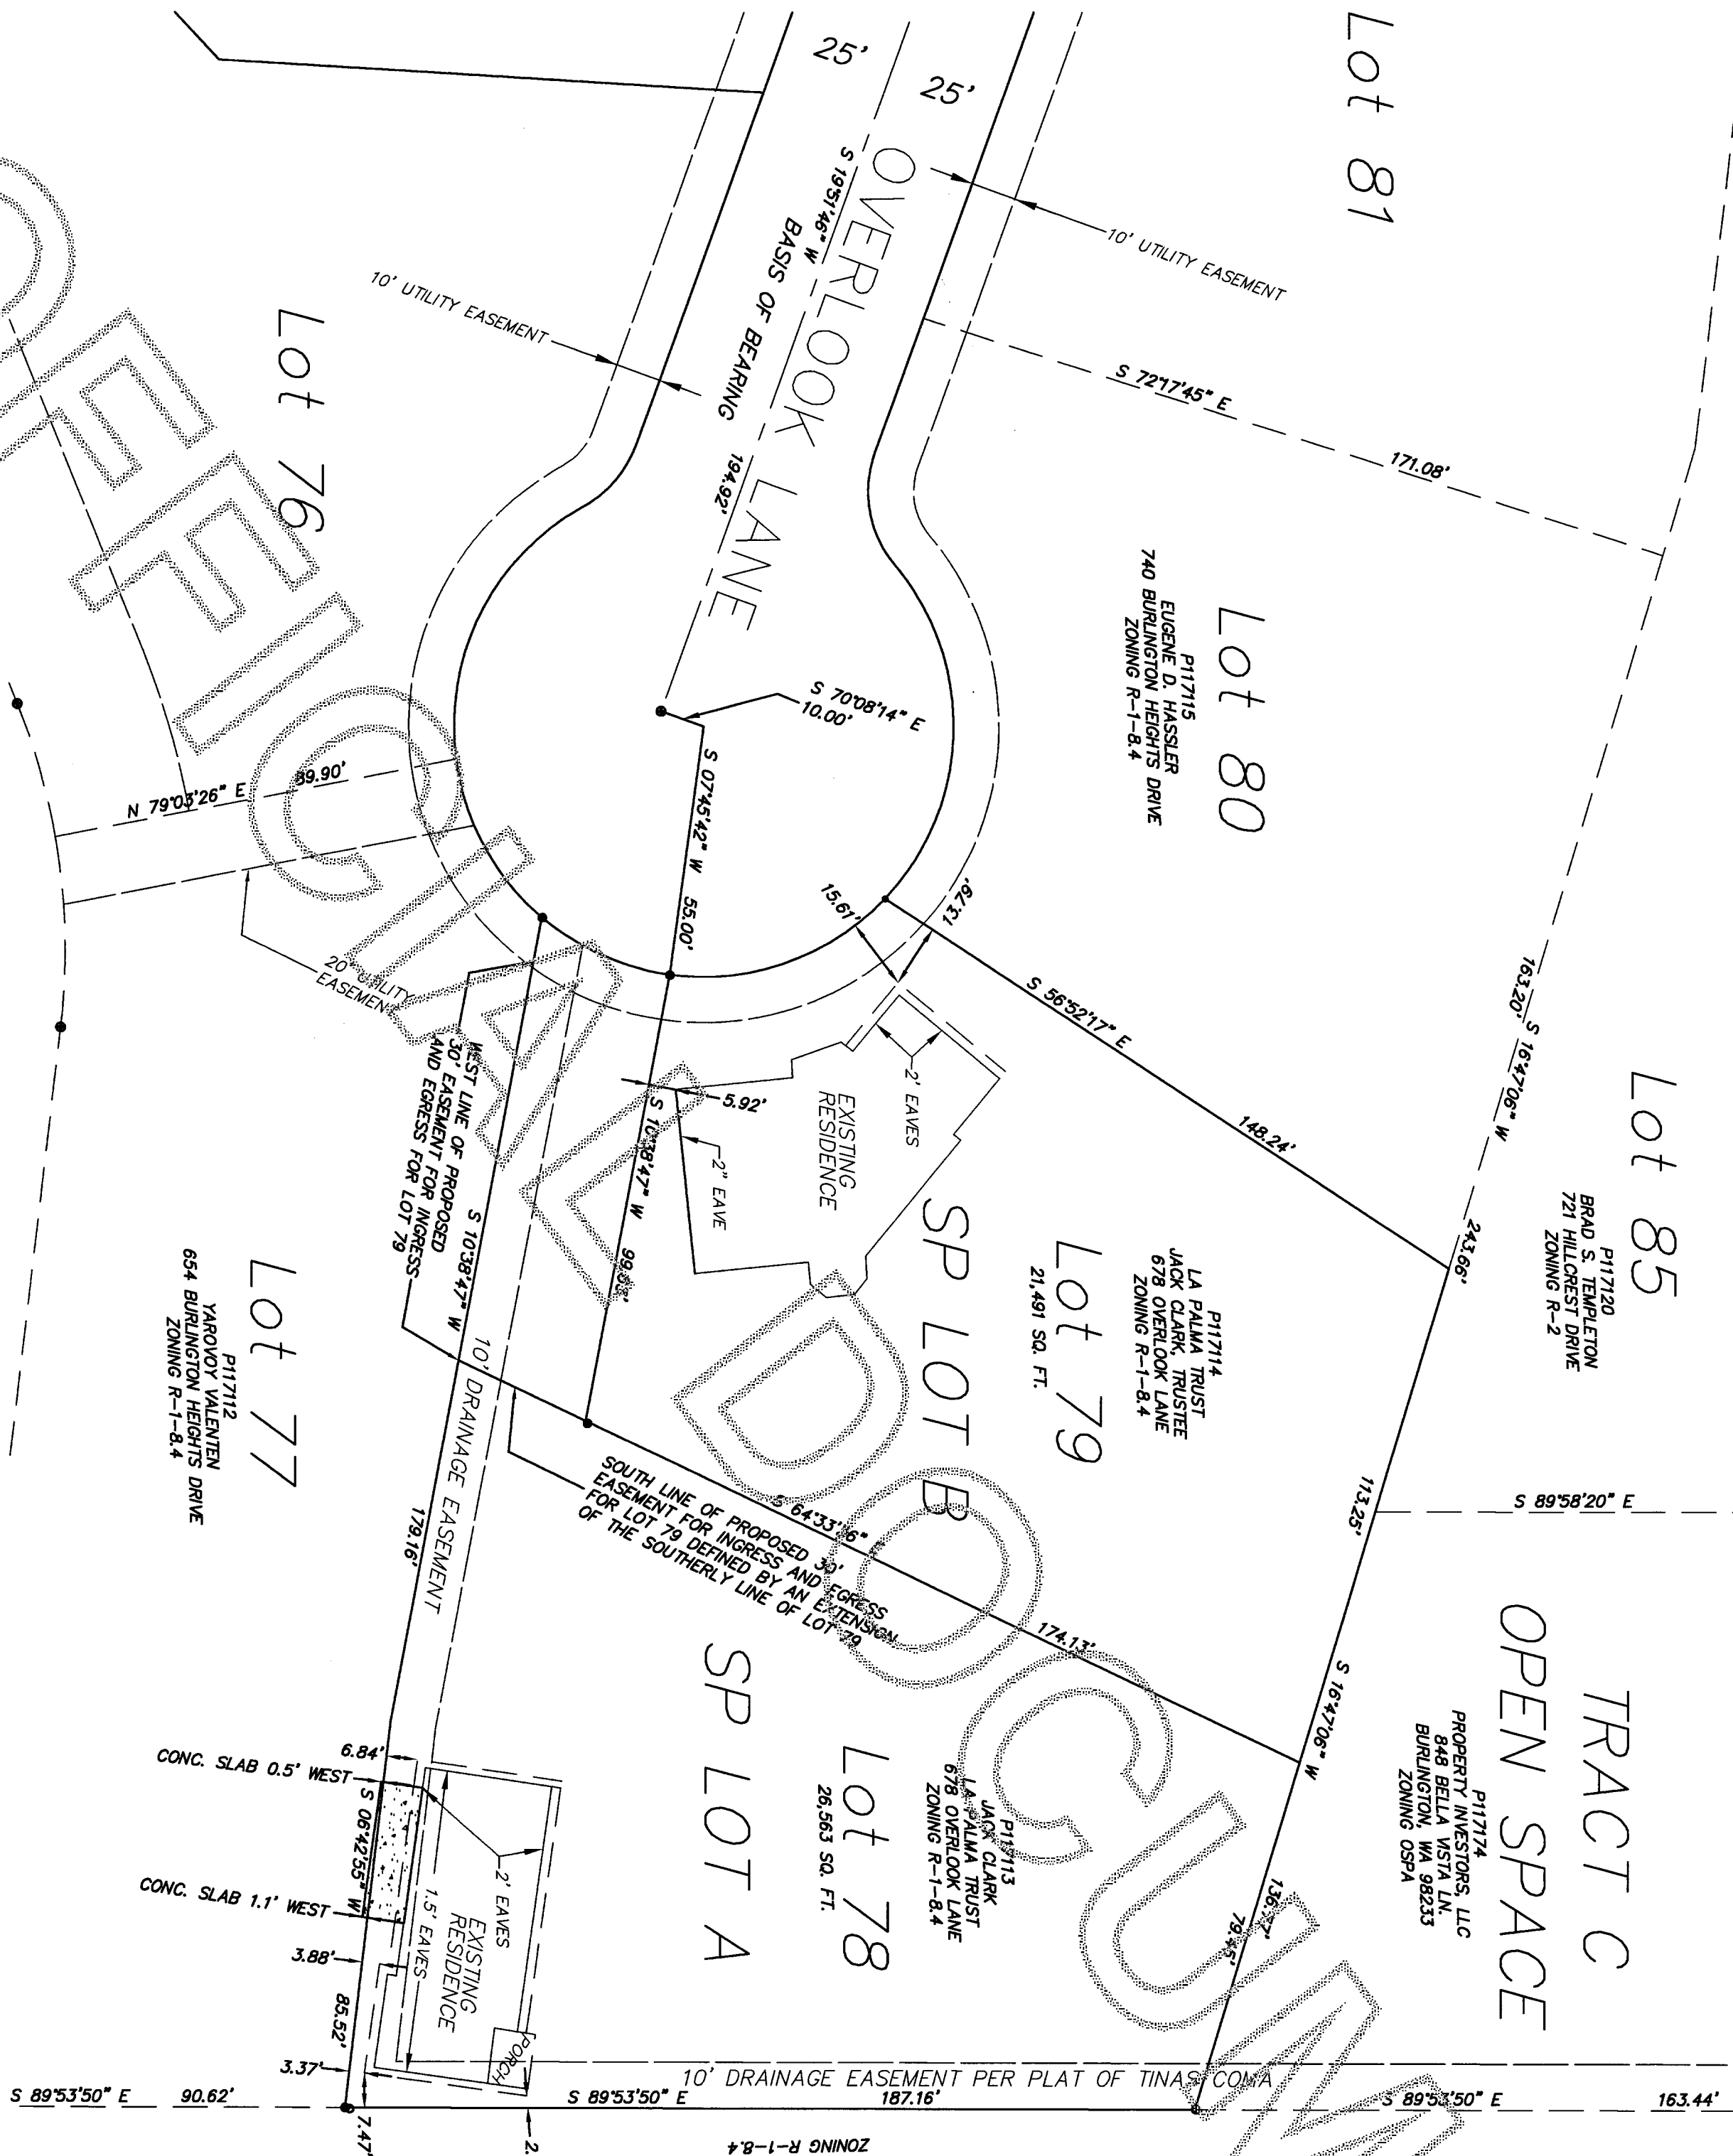 Lot 81
25'
25'
OVERLOOK LANE
S 19°51'46" W
194.92'
BASIS OF BEARING
10' UTILITY EASEMENT
10' UTILITY EASEMENT
S 72°17'45" E
171.08'
Lot 76
Lot 80
P117115
EUGENE D. HASSLER
740 BURLINGTON HEIGHTS DRIVE
ZONING R-1-8.4
S 70°08'14" E
10.00'
S 07°45'42" W 55.00'
N 79°03'26" E
89.90'
20' UTILITY
EASEMENT
15.61'
13.79'
S 56°52'17" E
148.24'
163.20'
S 16°47'06" W
243.66'
Lot 85
P117120
BRAD S. TEMPLETON
721 HILLCREST DRIVE
ZONING R-2
2' EAVES
EXISTING
RESIDENCE
5.92'
2" EAVE
S 10°38'47" W
WEST LINE OF PROPOSED
30' EASEMENT FOR INGRESS
AND EGRESS FOR LOT 79
S 10°38'47" W
179.16'
10' DRAINAGE EASEMENT
SP LOT B
Lot 79
21,491 SQ. FT.
P117114
LA PALMA TRUST
JACK CLARK, TRUSTEE
678 OVERLOOK LANE
ZONING R-1-8.4
Lot 77
P117112
YAROVOY VALENTEN
654 BURLINGTON HEIGHTS DRIVE
ZONING R-1-8.4
SOUTH LINE OF PROPOSED 30'
EASEMENT FOR INGRESS AND EGRESS
FOR LOT 79 DEFINED BY AN EXTENSION
OF THE SOUTHERLY LINE OF LOT 79
174.13'
113.25'
S 89°58'20" E
S 16°47'06" W
136.77'
79.45'
TRACT C
OPEN SPACE
P117174
PROPERTY INVESTORS, LLC
848 BELLA VISTA LN.
BURLINGTON, WA 98233
ZONING OSPA
SP LOT A
Lot 78
26,563 SQ. FT.
P117113
JACK CLARK
LA PALMA TRUST
678 OVERLOOK LANE
ZONING R-1-8.4
6.84'
CONC. SLAB 0.5' WEST
S 06°42'55" W
85.52'
CONC. SLAB 1.1' WEST
3.88'
3.37'
2' EAVES
1.5' EAVES
EXISTING
RESIDENCE
PORCH
10' DRAINAGE EASEMENT PER PLAT OF TINAS COMA
S 89°53'50" E 90.62'
S 89°53'50" E 187.16'
S 89°53'50" E 163.44'
7.47'
2.
ZONING R-1-8.4